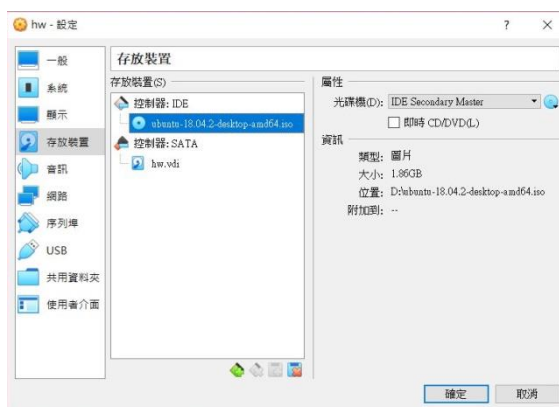 hw - 設定
? ×
一般
系統
顯示
存放裝置
音訊
網路
序列埠
USB
共用資料夾
使用者介面
存放裝置
存放裝置(S)
控制器: IDE
ubuntu-18.04.2-desktop-amd64.iso
控制器: SATA
hw.vdi
屬性
光碟機(D): IDE Secondary Master
即時 CD/DVD(L)
資訊
類型: 圖片
大小: 1.86GB
位置: D:\ubuntu-18.04.2-desktop-amd64.iso
附加到: --
確定
取消